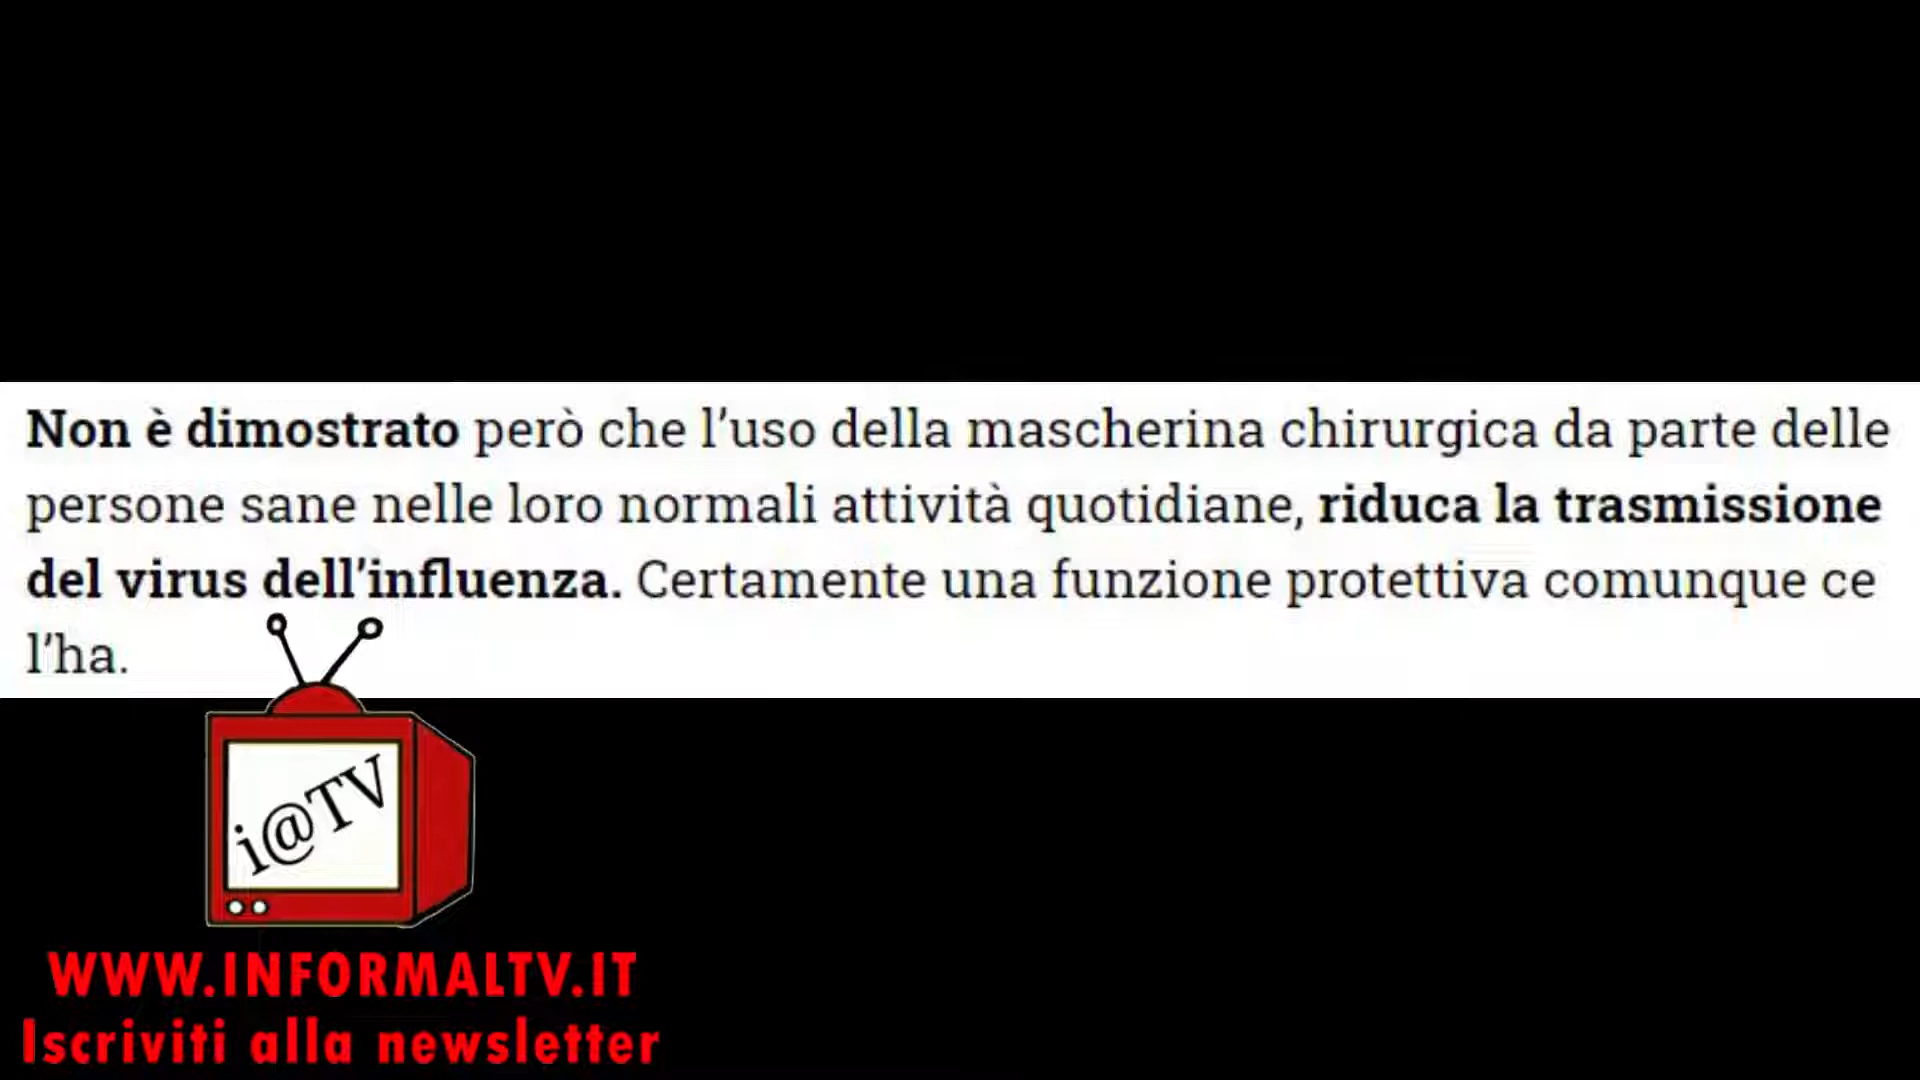 Non è dimostrato però che l’uso della mascherina chirurgica da parte delle
persone sane nelle loro normali attività quotidiane, riduca la trasmissione
del virus dell’influenza. Certamente una funzione protettiva comunque ce
l’ha.
i@TV
WWW.INFORMALTV.IT
Iscriviti alla newsletter